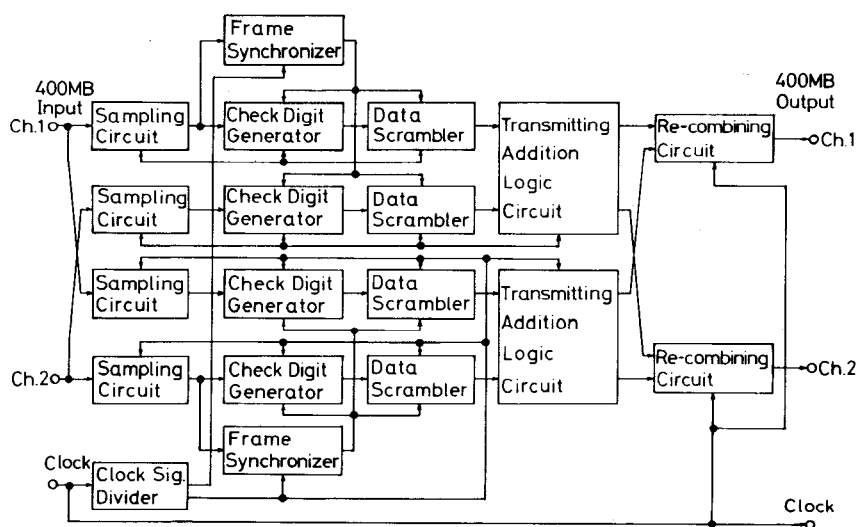 Frame
Synchronizer
400MB
Input
400MB
Output
Ch.1
Sampling
Circuit
Check Digit
Generator
Data
Scrambler
Transmitting
Addition
Logic
Circuit
Re-combining
Circuit
Ch.1
Sampling
Circuit
Check Digit
Generator
Data
Scrambler
Sampling
Circuit
Check Digit
Generator
Data
Scrambler
Transmitting
Addition
Logic
Circuit
Ch.2
Sampling
Circuit
Check Digit
Generator
Data
Scrambler
Re-combining
Circuit
Ch.2
Frame
Synchronizer
Clock
Clock Sig.
Divider
Clock